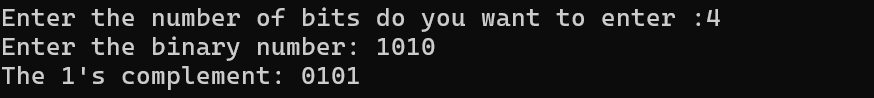 Enter the number of bits do you want to enter :4
Enter the binary number: 1010
The 1's complement: 0101